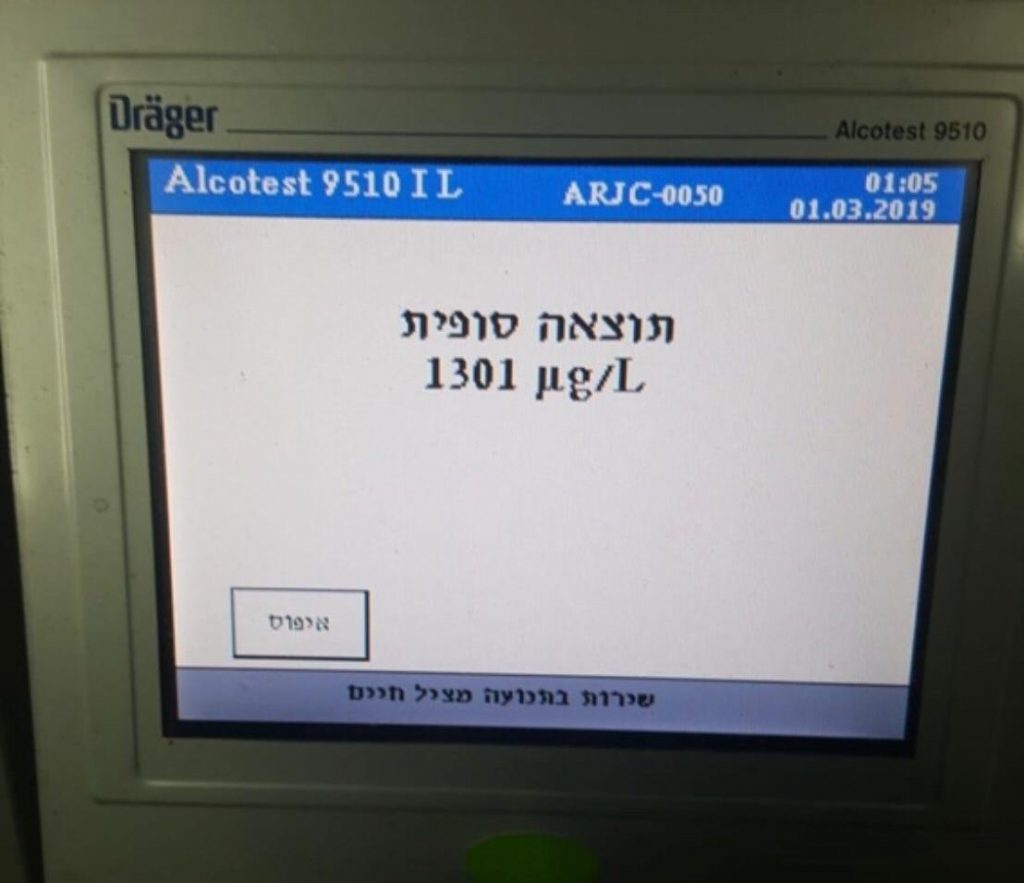 Dräger
Alcotest 9510
Alcotest 9510 I L ARJC-0050 01:05
01.03.2019
תוצאה סופית
1301 µg/L
איפוס
שירות בתנועה מציל חיים